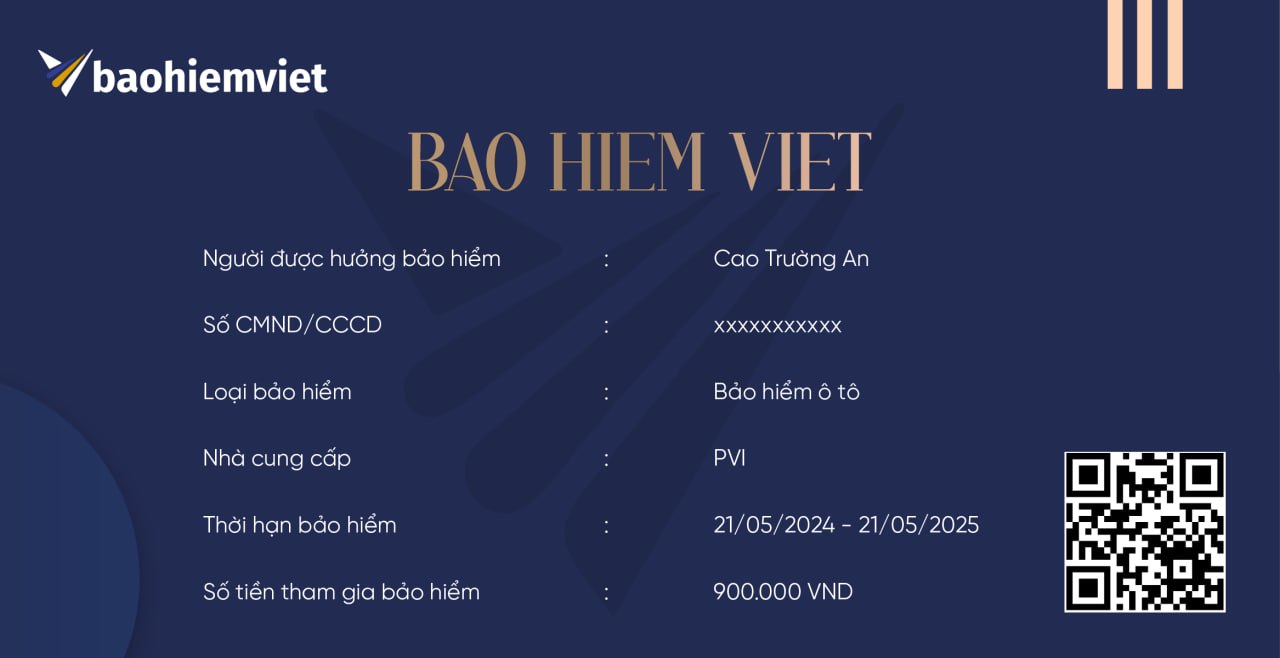 baohiemviet
BAO HIEM VIET
Người được hưởng bảo hiểm : Cao Trường An
Số CMND/CCCD : xxxxxxxxxxx
Loại bảo hiểm : Bảo hiểm ô tô
Nhà cung cấp : PVI
Thời hạn bảo hiểm : 21/05/2024 - 21/05/2025
Số tiền tham gia bảo hiểm : 900.000 VND